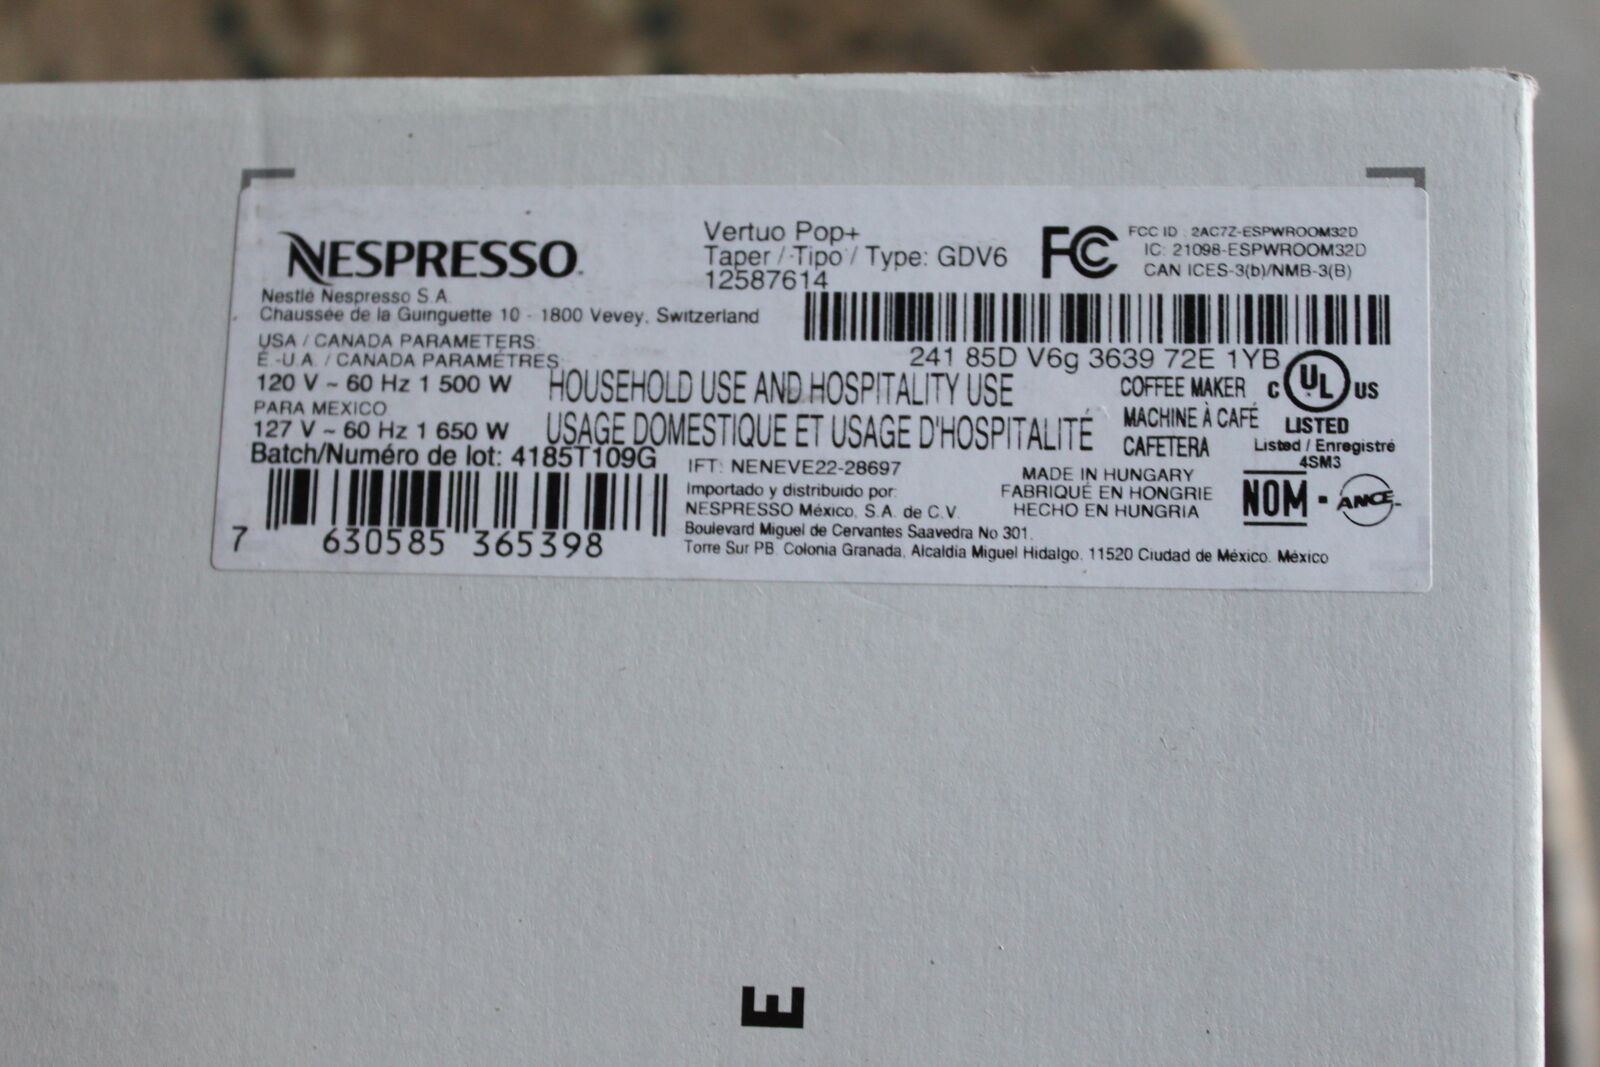 NESPRESSO
Nestlé Nespresso S.A.
Chaussée de la Guinguette 10 - 1800 Vevey, Switzerland
USA / CANADA PARAMETERS
É.-U.A. / CANADA PARAMÈTRES
120 V ~ 60 Hz 1 500 W
PARA MEXICO
127 V ~ 60 Hz 1 650 W
Batch/Numéro de lot: 4185T109G
7 630585 365398
Vertuo Pop+
Taper / Tipo / Type: GDV6
12587614
FC
FCC ID : 2AC7Z-ESPWROOM32D
IC: 21098-ESPWROOM32D
CAN ICES-3(b)/NMB-3(B)
241 85D V6g 3639 72E 1YB
HOUSEHOLD USE AND HOSPITALITY USE
USAGE DOMESTIQUE ET USAGE D'HOSPITALITÉ
COFFEE MAKER
MACHINE À CAFÉ
CAFETERA
C UL US
LISTED
Listed / Enregistré
4SM3
IFT: NENEVE22-28697
Importado y distribuido por:
NESPRESSO México, S.A. de C.V.
Boulevard Miguel de Cervantes Saavedra No 301,
Torre Sur PB, Colonia Granada, Alcaldía Miguel Hidalgo, 11520 Ciudad de México, México
MADE IN HUNGARY
FABRIQUÉ EN HONGRIE
HECHO EN HUNGRIA
NOM - ANCE
E